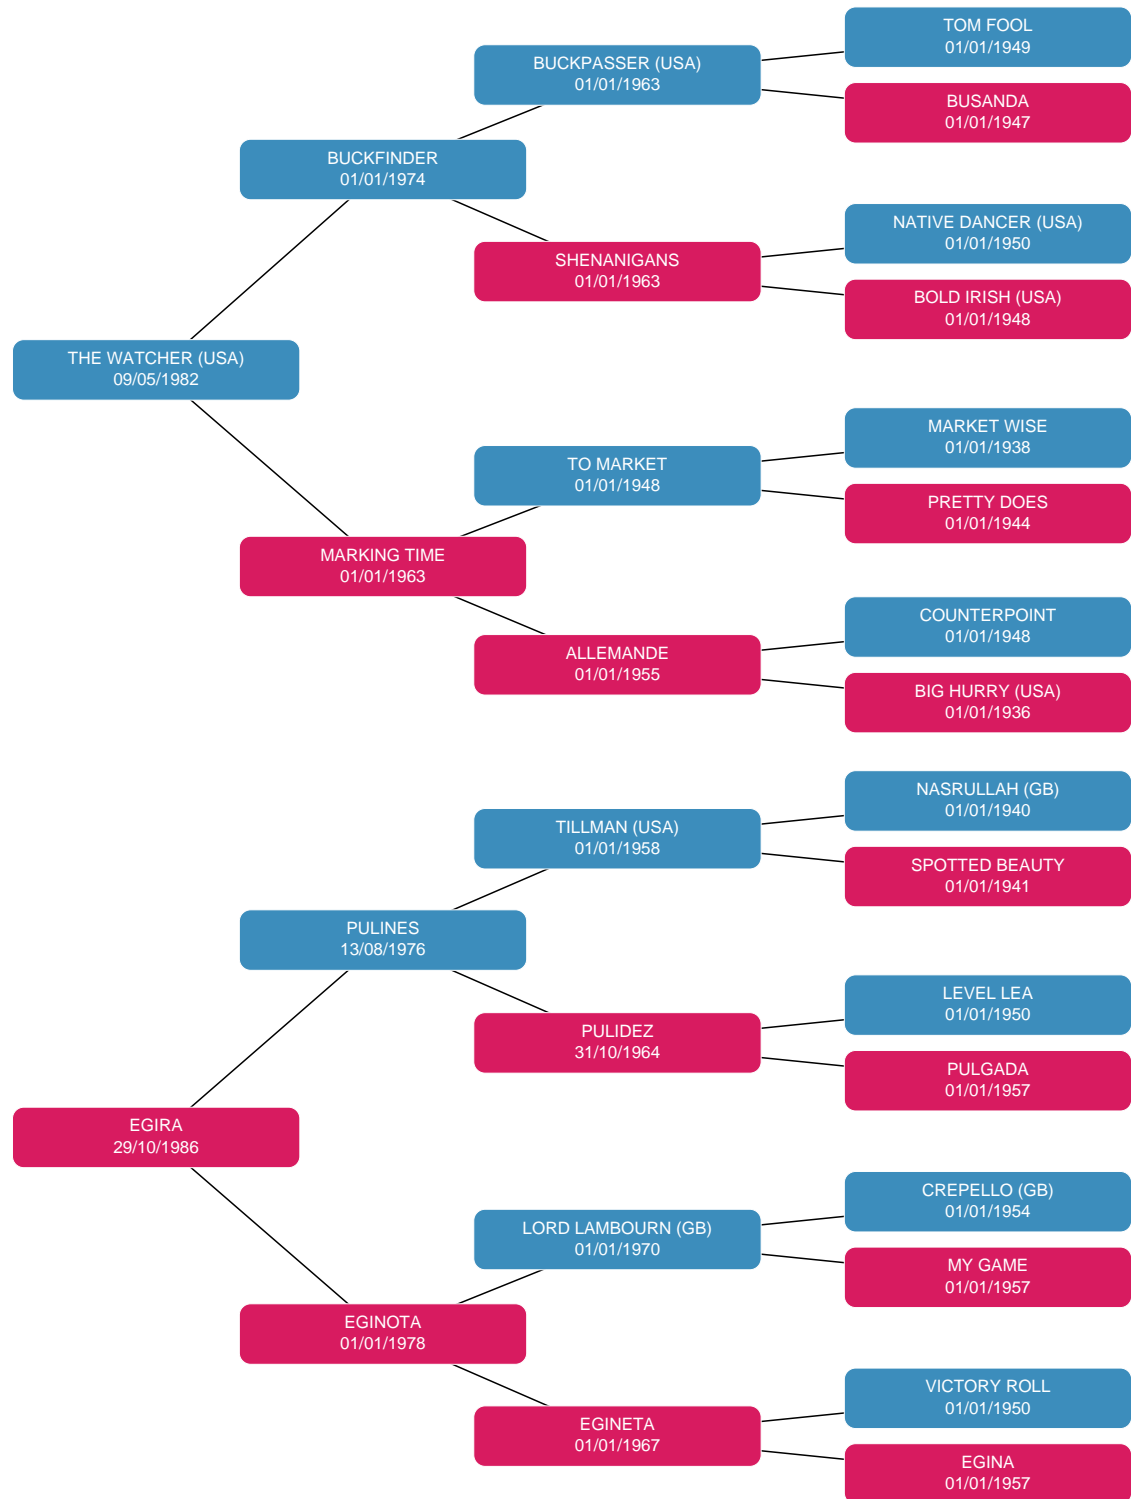 TOM FOOL
01/01/1949
BUCKPASSER (USA)
01/01/1963
BUSANDA
01/01/1947
BUCKFINDER
01/01/1974
NATIVE DANCER (USA)
01/01/1950
SHENANIGANS
01/01/1963
BOLD IRISH (USA)
01/01/1948
THE WATCHER (USA)
09/05/1982
MARKET WISE
01/01/1938
TO MARKET
01/01/1948
PRETTY DOES
01/01/1944
MARKING TIME
01/01/1963
COUNTERPOINT
01/01/1948
ALLEMANDE
01/01/1955
BIG HURRY (USA)
01/01/1936
NASRULLAH (GB)
01/01/1940
TILLMAN (USA)
01/01/1958
SPOTTED BEAUTY
01/01/1941
PULINES
13/08/1976
LEVEL LEA
01/01/1950
PULIDEZ
31/10/1964
PULGADA
01/01/1957
EGIRA
29/10/1986
CREPELLO (GB)
01/01/1954
LORD LAMBOURN (GB)
01/01/1970
MY GAME
01/01/1957
EGINOTA
01/01/1978
VICTORY ROLL
01/01/1950
EGINETA
01/01/1967
EGINA
01/01/1957